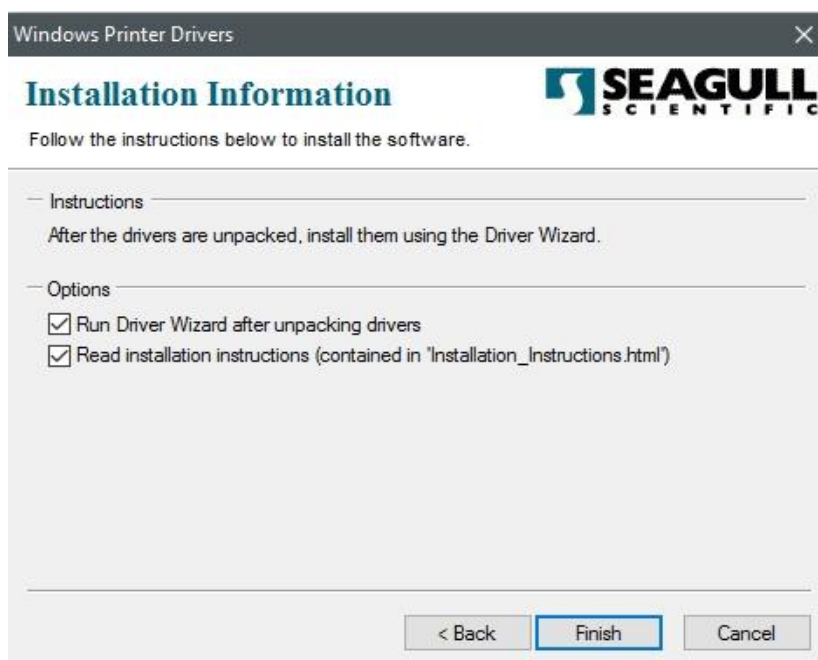 Windows Printer Drivers
Installation Information
SEAGULL
SCIENTIFIC
Follow the instructions below to install the software.
Instructions
After the drivers are unpacked, install them using the Driver Wizard.
Options
Run Driver Wizard after unpacking drivers
Read installation instructions (contained in 'Installation_Instructions.html')
< Back Finish Cancel